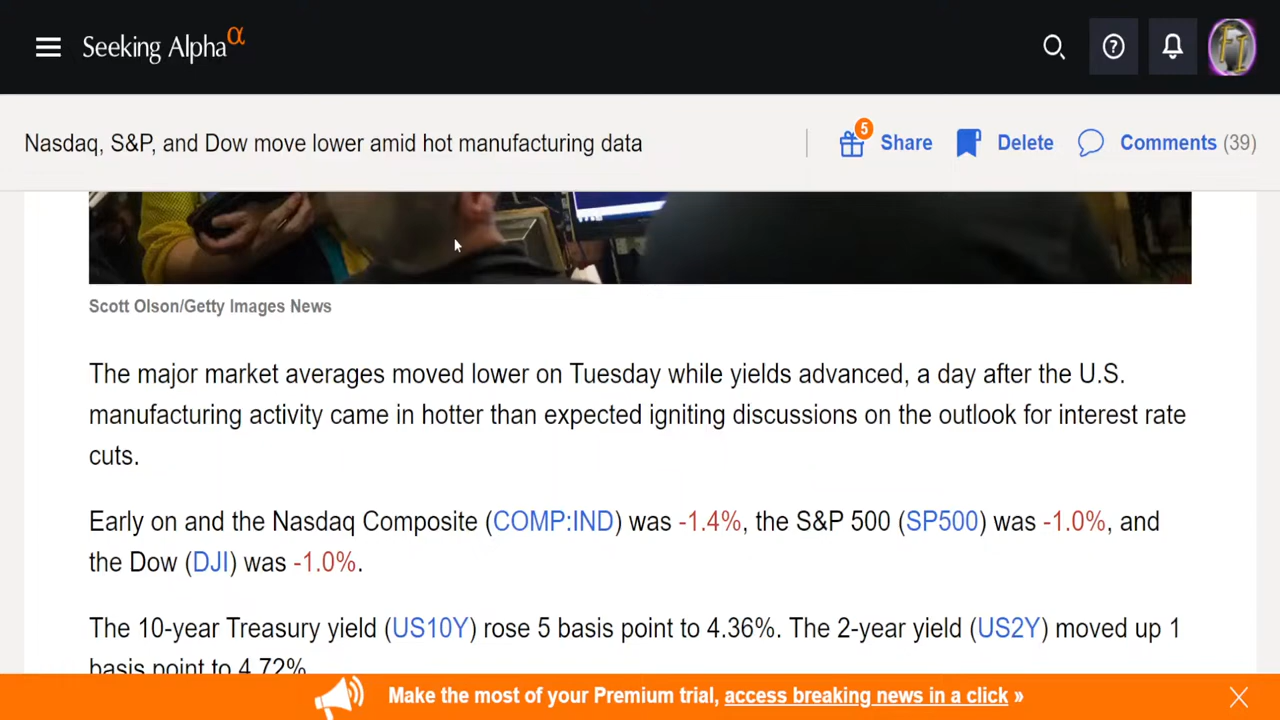 Seeking Alpha α
Nasdaq, S&P, and Dow move lower amid hot manufacturing data
5
Share
Delete
Comments (39)
Scott Olson/Getty Images News
The major market averages moved lower on Tuesday while yields advanced, a day after the U.S.
manufacturing activity came in hotter than expected igniting discussions on the outlook for interest rate
cuts.
Early on and the Nasdaq Composite (COMP:IND) was -1.4%, the S&P 500 (SP500) was -1.0%, and
the Dow (DJI) was -1.0%.
The 10-year Treasury yield (US10Y) rose 5 basis point to 4.36%. The 2-year yield (US2Y) moved up 1
basis point to 4.72%.
Make the most of your Premium trial, access breaking news in a click »